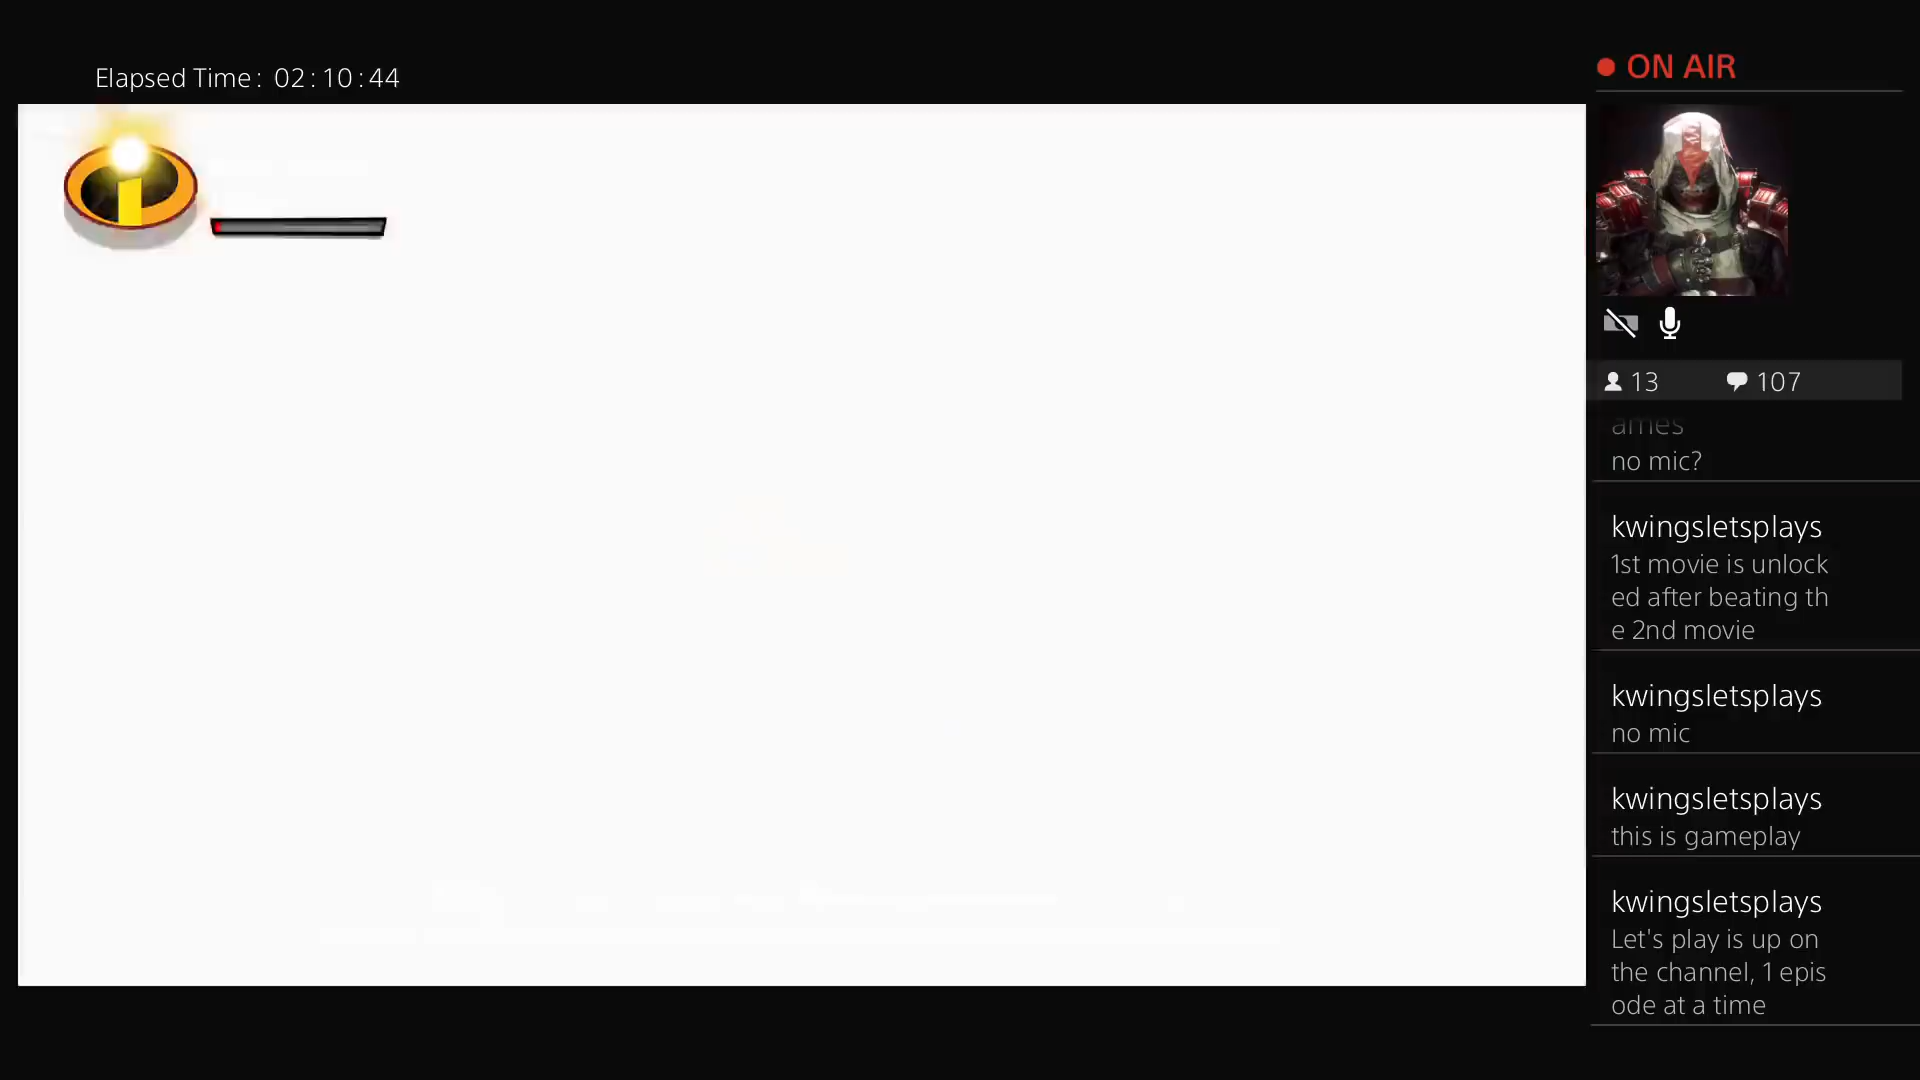 Elapsed Time: 02:10:44
ON AIR
13 107
ames
no mic?
kwingsletsplays
1st movie is unlock
ed after beating th
e 2nd movie
kwingsletsplays
no mic
kwingsletsplays
this is gameplay
kwingsletsplays
Let's play is up on
the channel, 1 epis
ode at a time